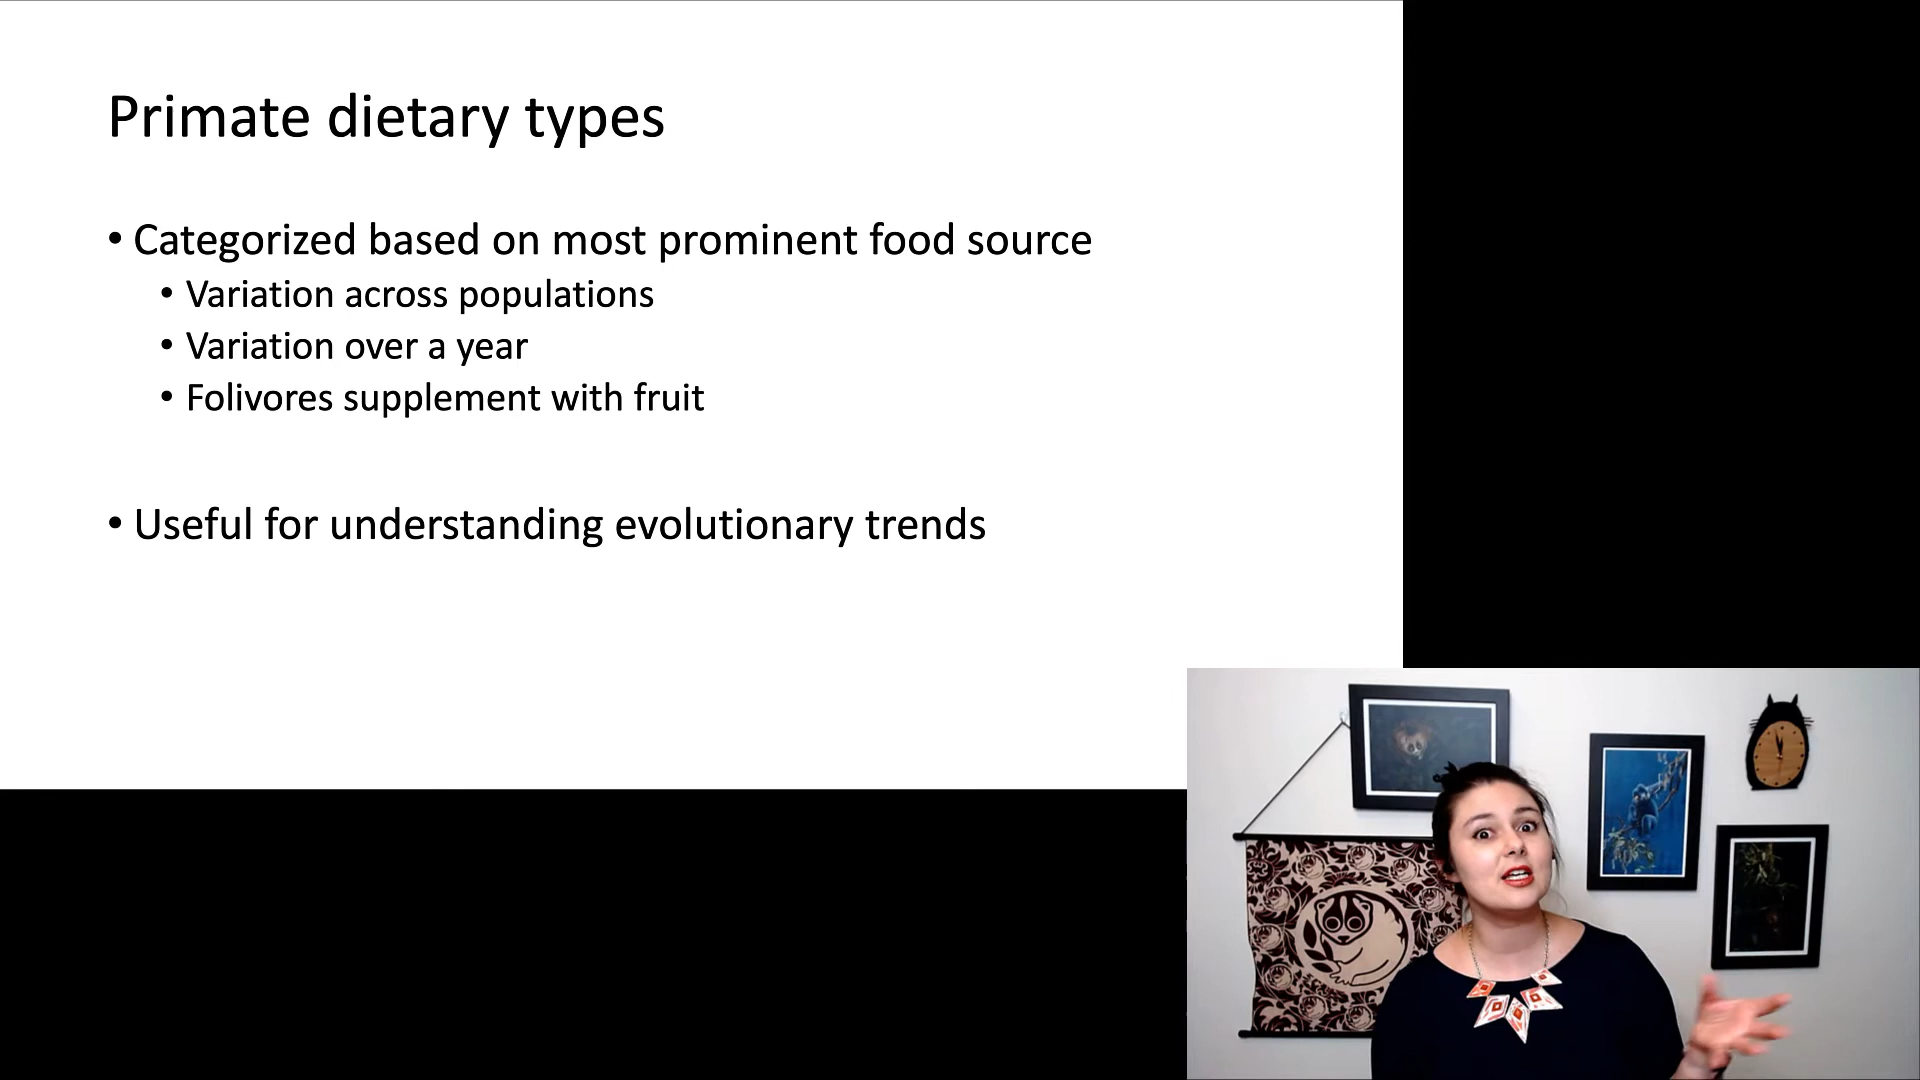 Primate dietary types
• Categorized based on most prominent food source
• Variation across populations
• Variation over a year
• Folivores supplement with fruit
• Useful for understanding evolutionary trends